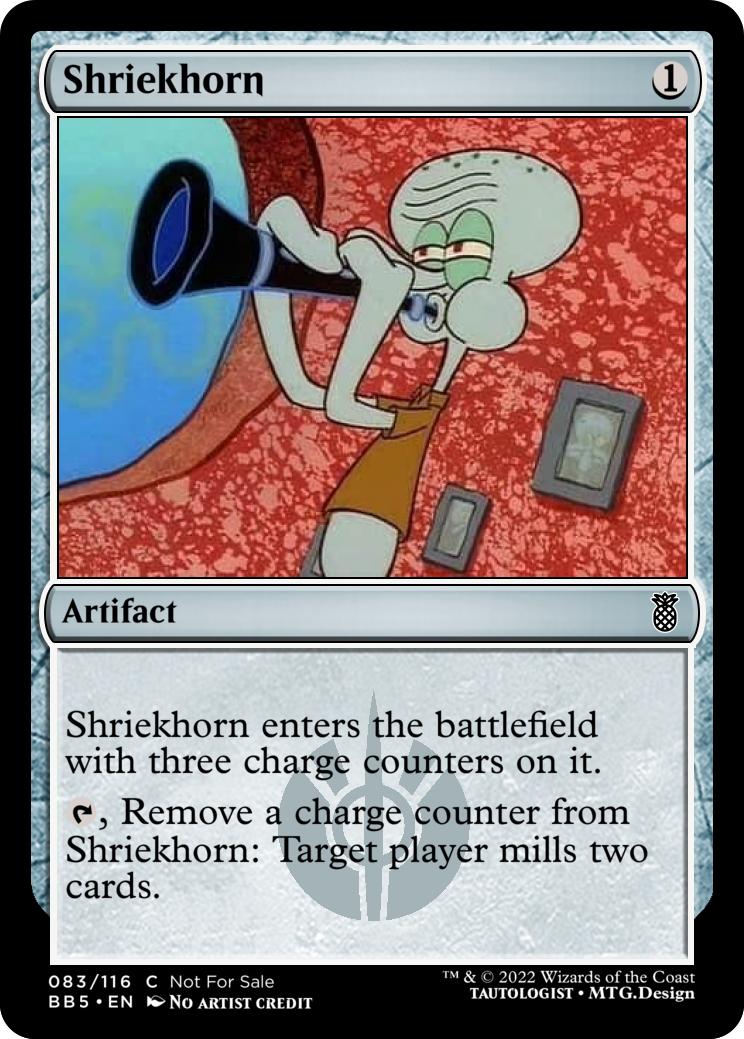 Shriekhorn 1
Artifact
Shriekhorn enters the battlefield
with three charge counters on it.
, Remove a charge counter from
Shriekhorn: Target player mills two
cards.
083/116 C Not For Sale
BB5 • EN No artist credit
™ & © 2022 Wizards of the Coast
TAUTOLOGIST • MTG.Design